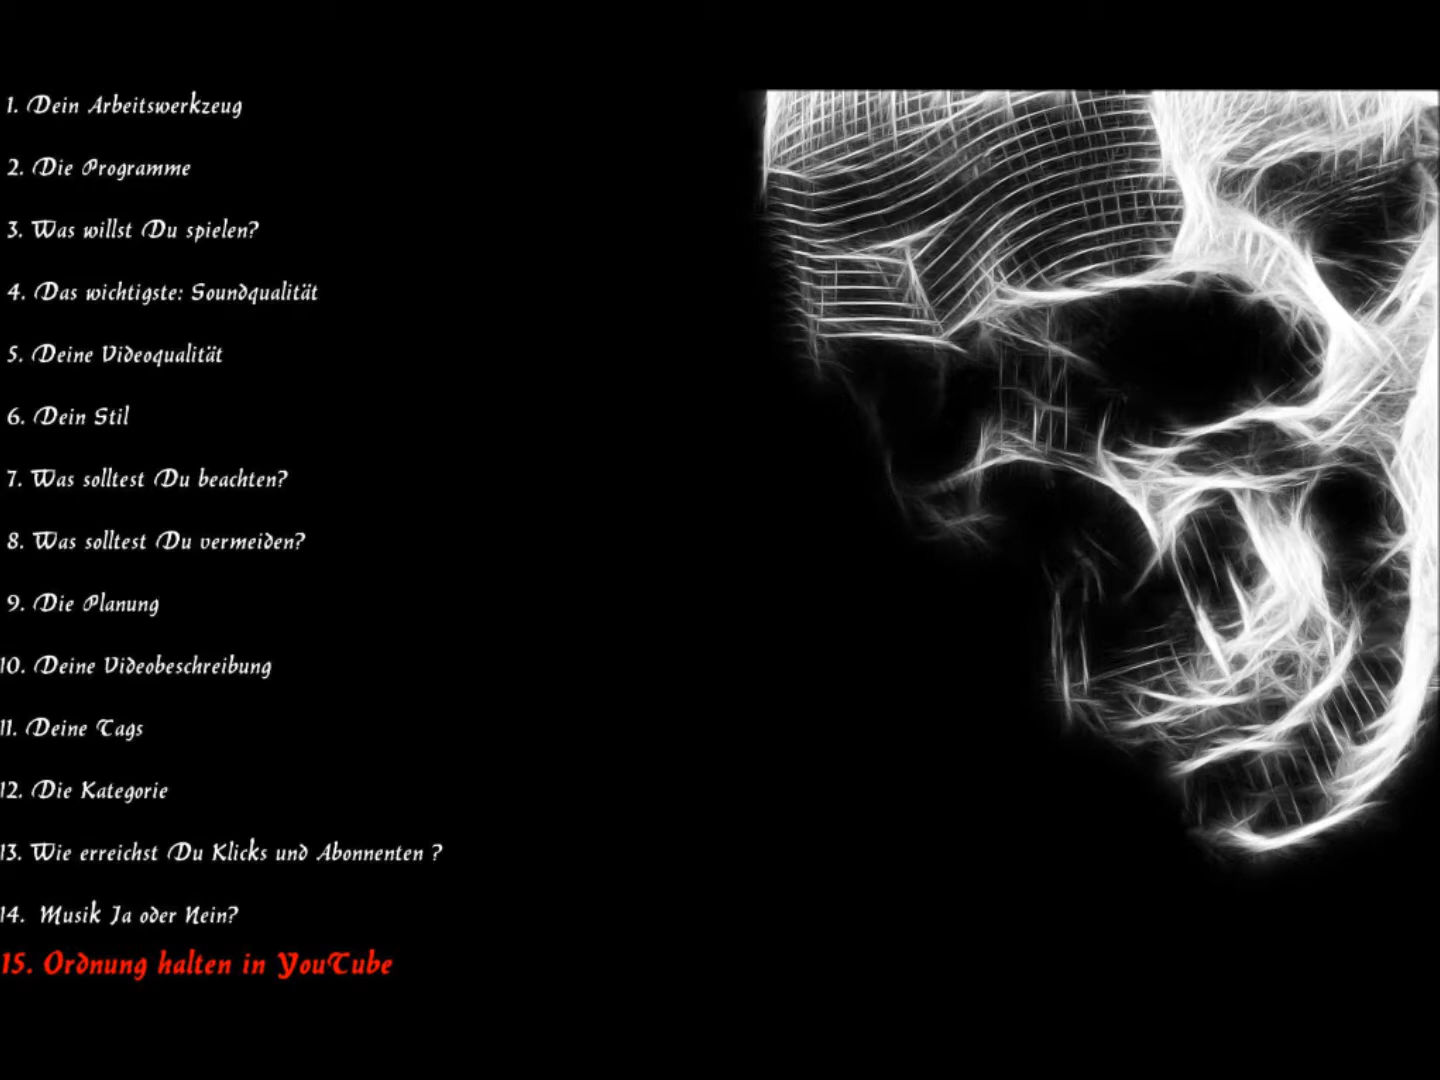 1. Dein Arbeitswerkzeug
2. Die Programme
3. Was willst Du spielen?
4. Das wichtigste: Soundqualität
5. Deine Videoqualität
6. Dein Stil
7. Was solltest Du beachten?
8. Was solltest Du vermeiden?
9. Die Planung
10. Deine Videobeschreibung
11. Deine Tags
12. Die Kategorie
13. Wie erreichst Du Klicks und Abonnenten ?
14. Musik Ja oder Nein?
15. Ordnung halten in YouTube